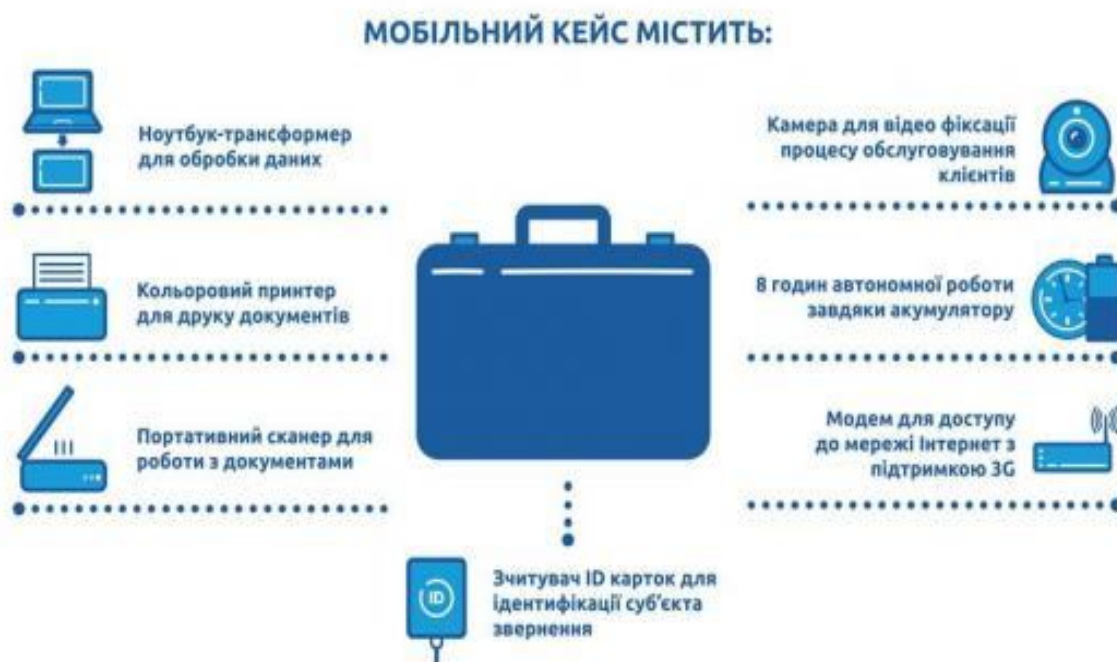 МОБІЛЬНИЙ КЕЙС МІСТИТЬ:
Ноутбук-трансформер
для обробки даних
Кольоровий принтер
для друку документів
Портативний сканер для
роботи з документами
Камера для відео фіксації
процесу обслуговування
клієнтів
8 годин автономної роботи
завдяки акумулятору
Модем для доступу
до мережі Інтернет з
підтримкою 3G
ID
Зчитувач ID карток для
ідентифікації суб'єкта
звернення